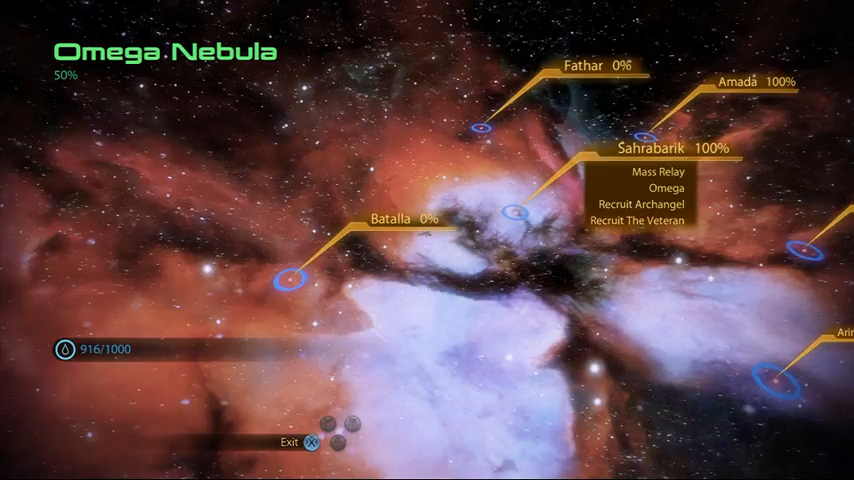 Omega Nebula
50%
Fathar 0%
Amada 100%
Sahrabarik 100%
Mass Relay
Omega
Recruit Archangel
Recruit The Veteran
Batalla 0%
916/1000
Exit X